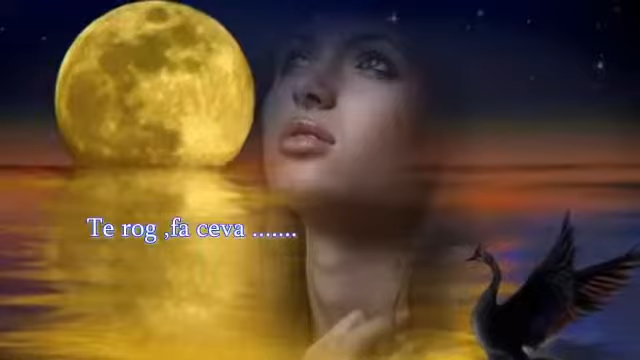 Te rog ,fa ceva .......